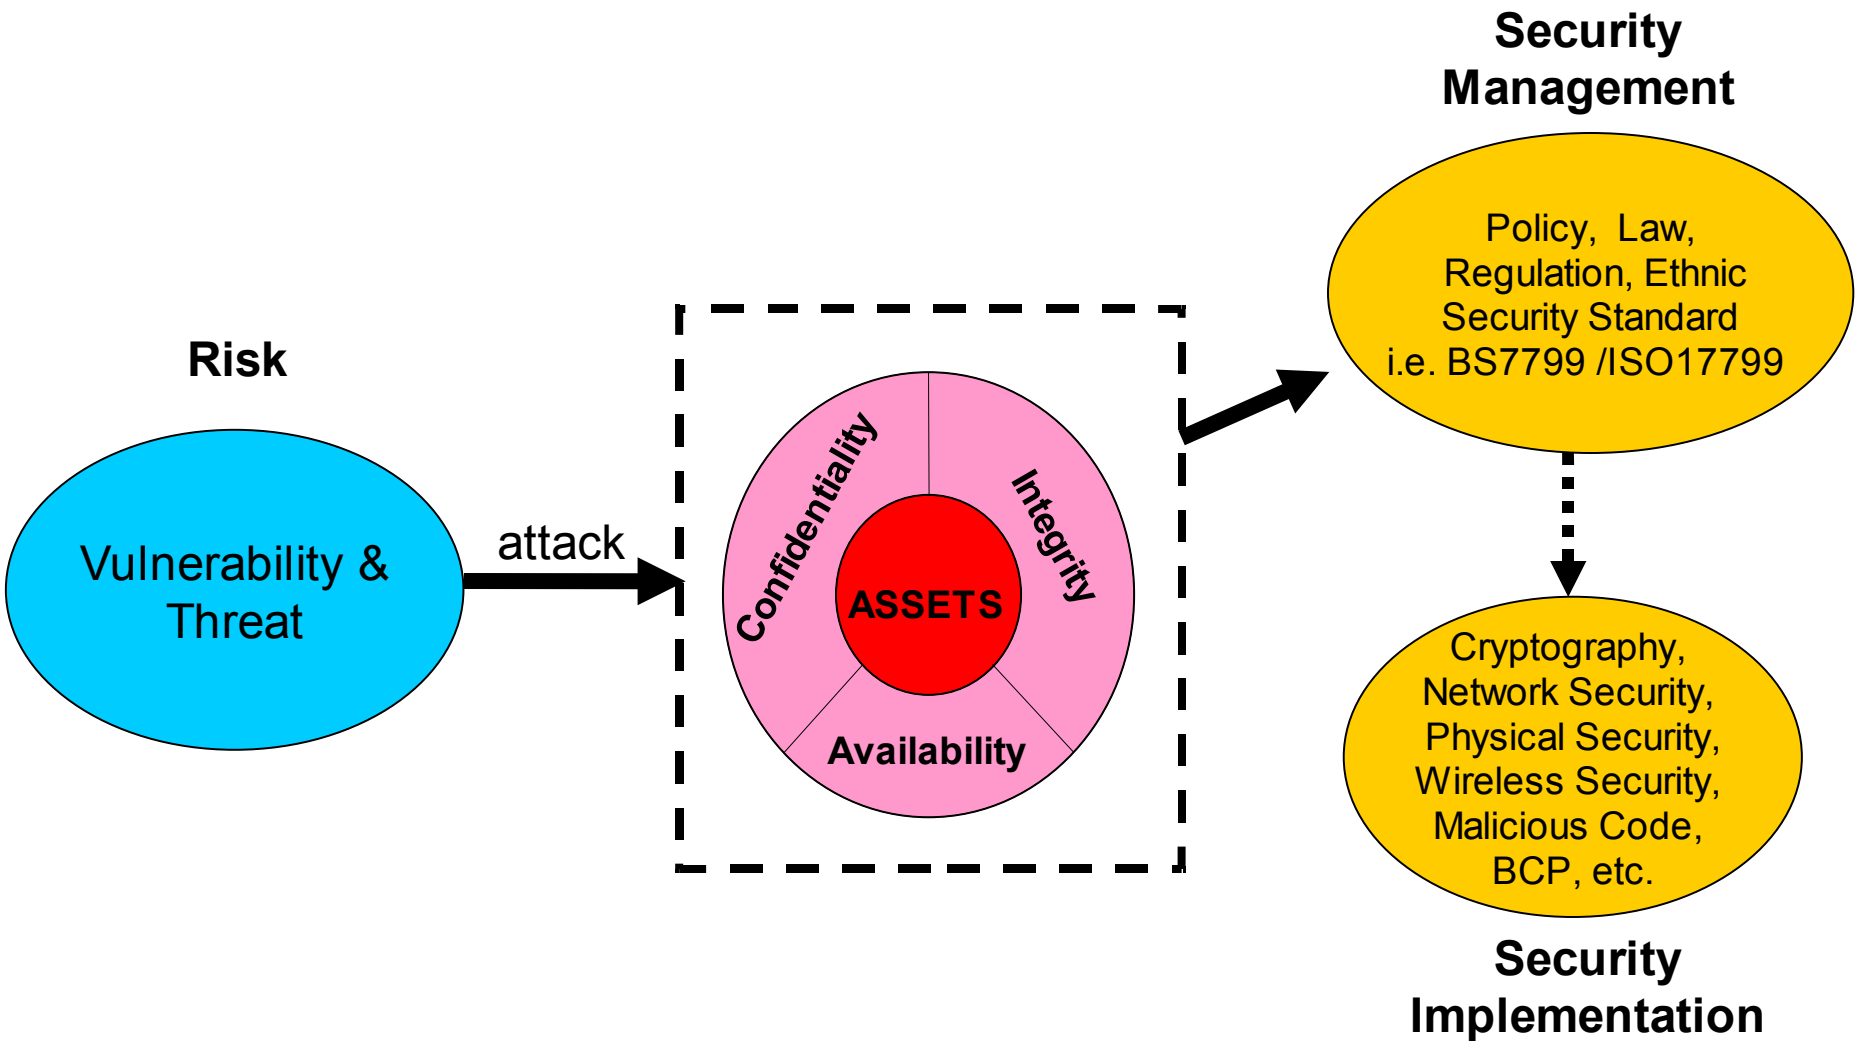 Risk
Vulnerability &
Threat
attack
Confidentiality
Integrity
ASSETS
Availability
Security
Management
Policy, Law,
Regulation, Ethnic
Security Standard
i.e. BS7799 /ISO17799
Cryptography,
Network Security,
Physical Security,
Wireless Security,
Malicious Code,
BCP, etc.
Security
Implementation